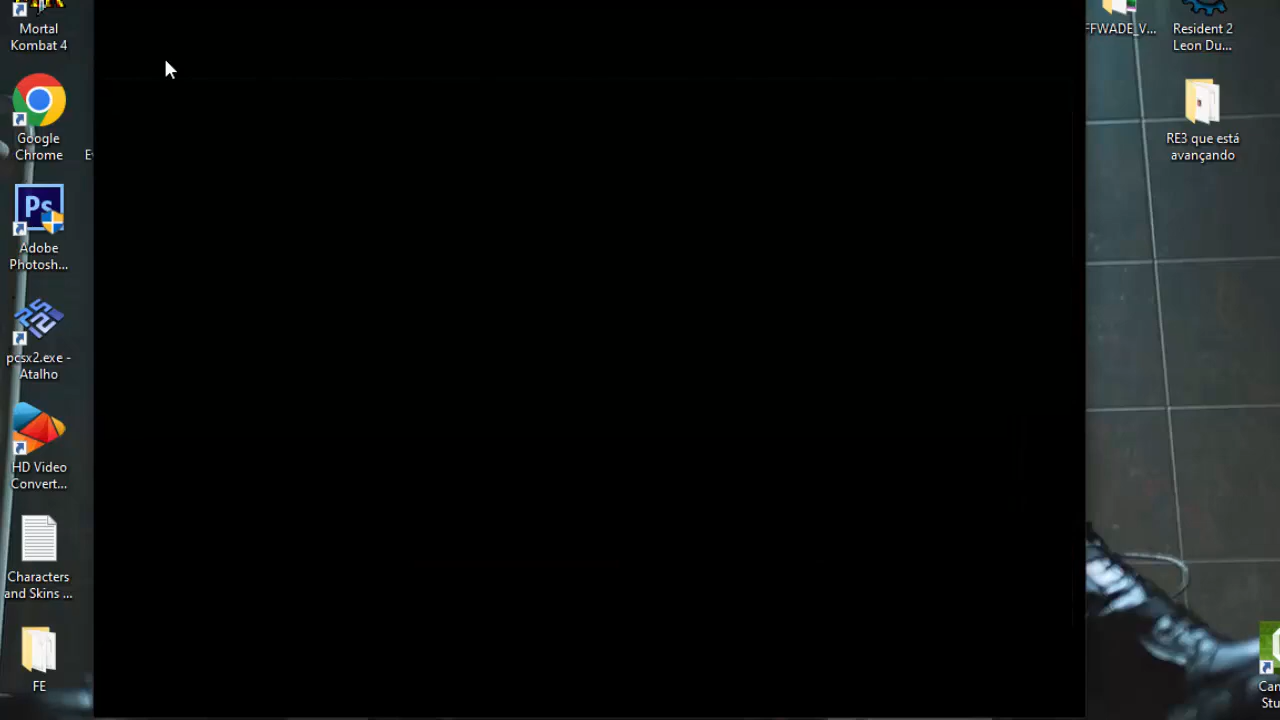 Mortal
Kombat 4
Google
Chrome
Ps
Adobe
Photosh...
pcsx2.exe -
Atalho
HD Video
Convert...
Characters
and Skins ...
FE
FFWADE_V...
Resident 2
Leon Du...
RE3 que está
avançando